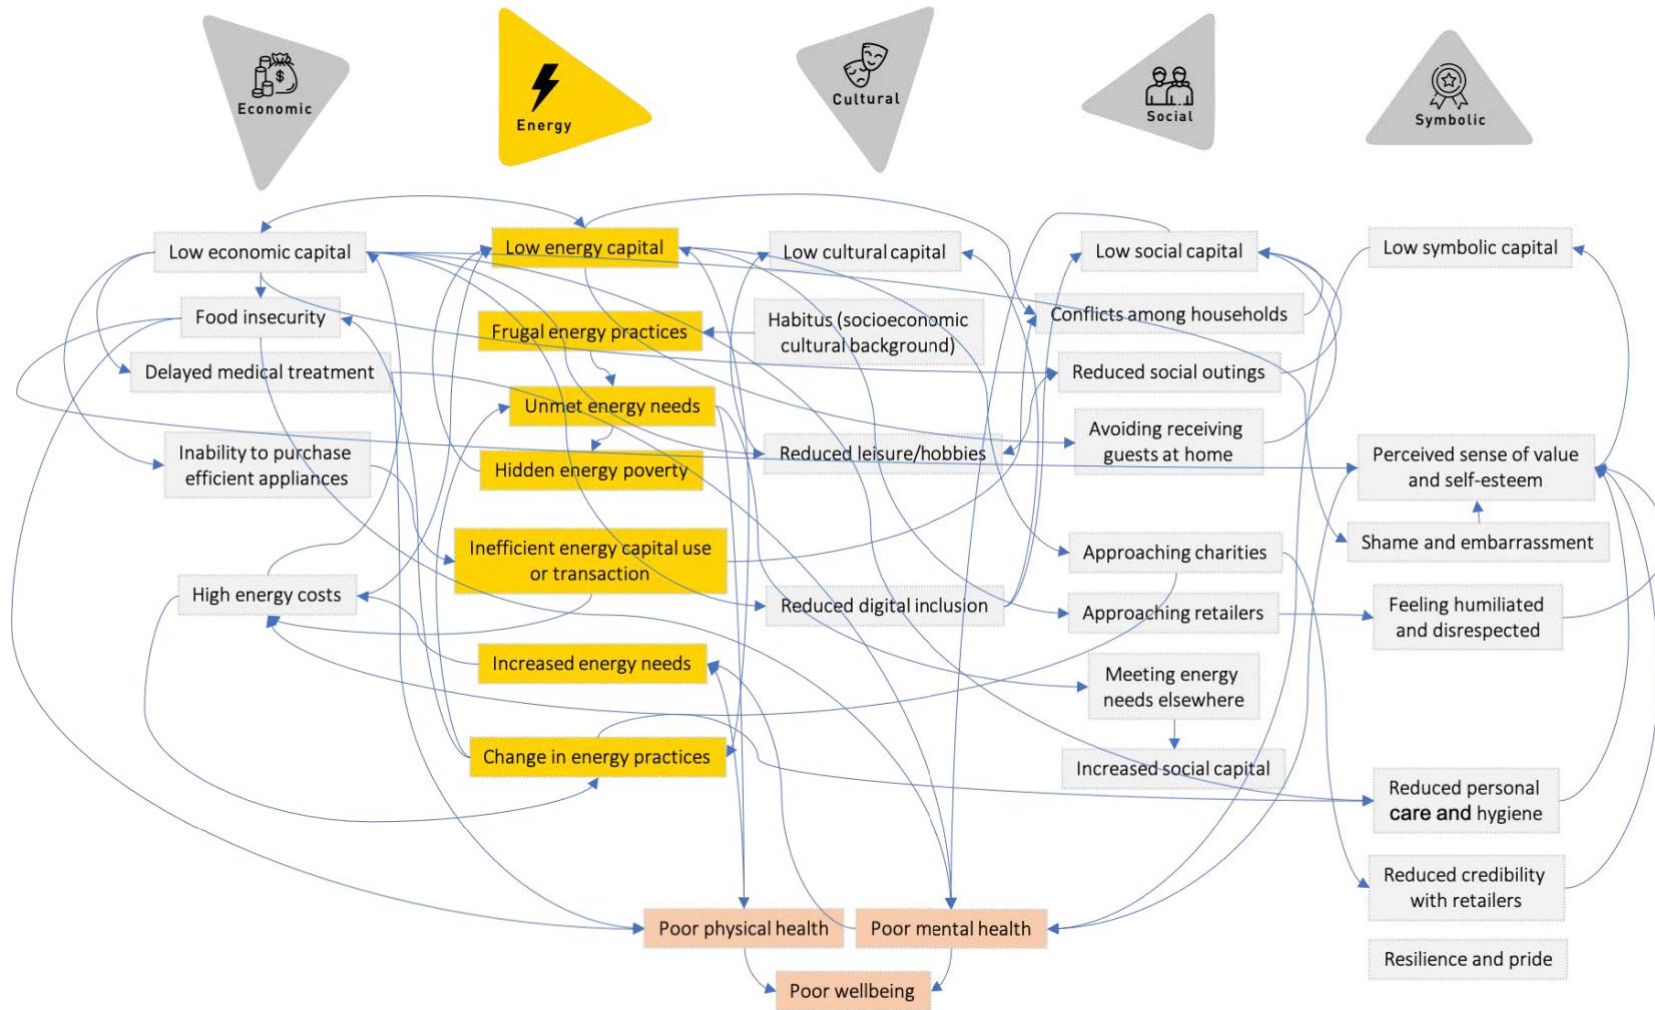 Economic
Energy
Cultural
Social
Symbolic
Low economic capital
Food insecurity
Delayed medical treatment
Inability to purchase
efficient appliances
High energy costs
Low energy capital
Frugal energy practices
Unmet energy needs
Hidden energy poverty
Inefficient energy capital use
or transaction
Increased energy needs
Change in energy practices
Low cultural capital
Habitus (socioeconomic
cultural background)
Reduced leisure/hobbies
Reduced digital inclusion
Low social capital
Conflicts among households
Reduced social outings
Avoiding receiving
guests at home
Approaching charities
Approaching retailers
Meeting energy
needs elsewhere
Increased social capital
Low symbolic capital
Perceived sense of value
and self-esteem
Shame and embarrassment
Feeling humiliated
and disrespected
Reduced personal
care and hygiene
Reduced credibility
with retailers
Resilience and pride
Poor physical health
Poor mental health
Poor wellbeing